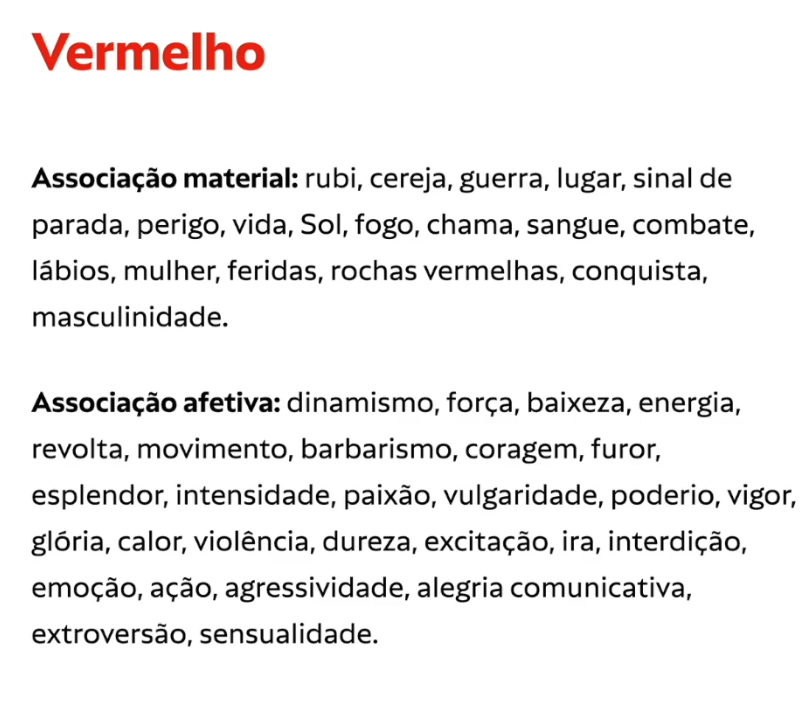 Vermelho
Associação material: rubi, cereja, guerra, lugar, sinal de
parada, perigo, vida, Sol, fogo, chama, sangue, combate,
lábios, mulher, feridas, rochas vermelhas, conquista,
masculinidade.
Associação afetiva: dinamismo, força, baixeza, energia,
revolta, movimento, barbarismo, coragem, furor,
esplendor, intensidade, paixão, vulgaridade, poderio, vigor,
glória, calor, violência, dureza, excitação, ira, interdição,
emoção, ação, agressividade, alegria comunicativa,
extroversão, sensualidade.